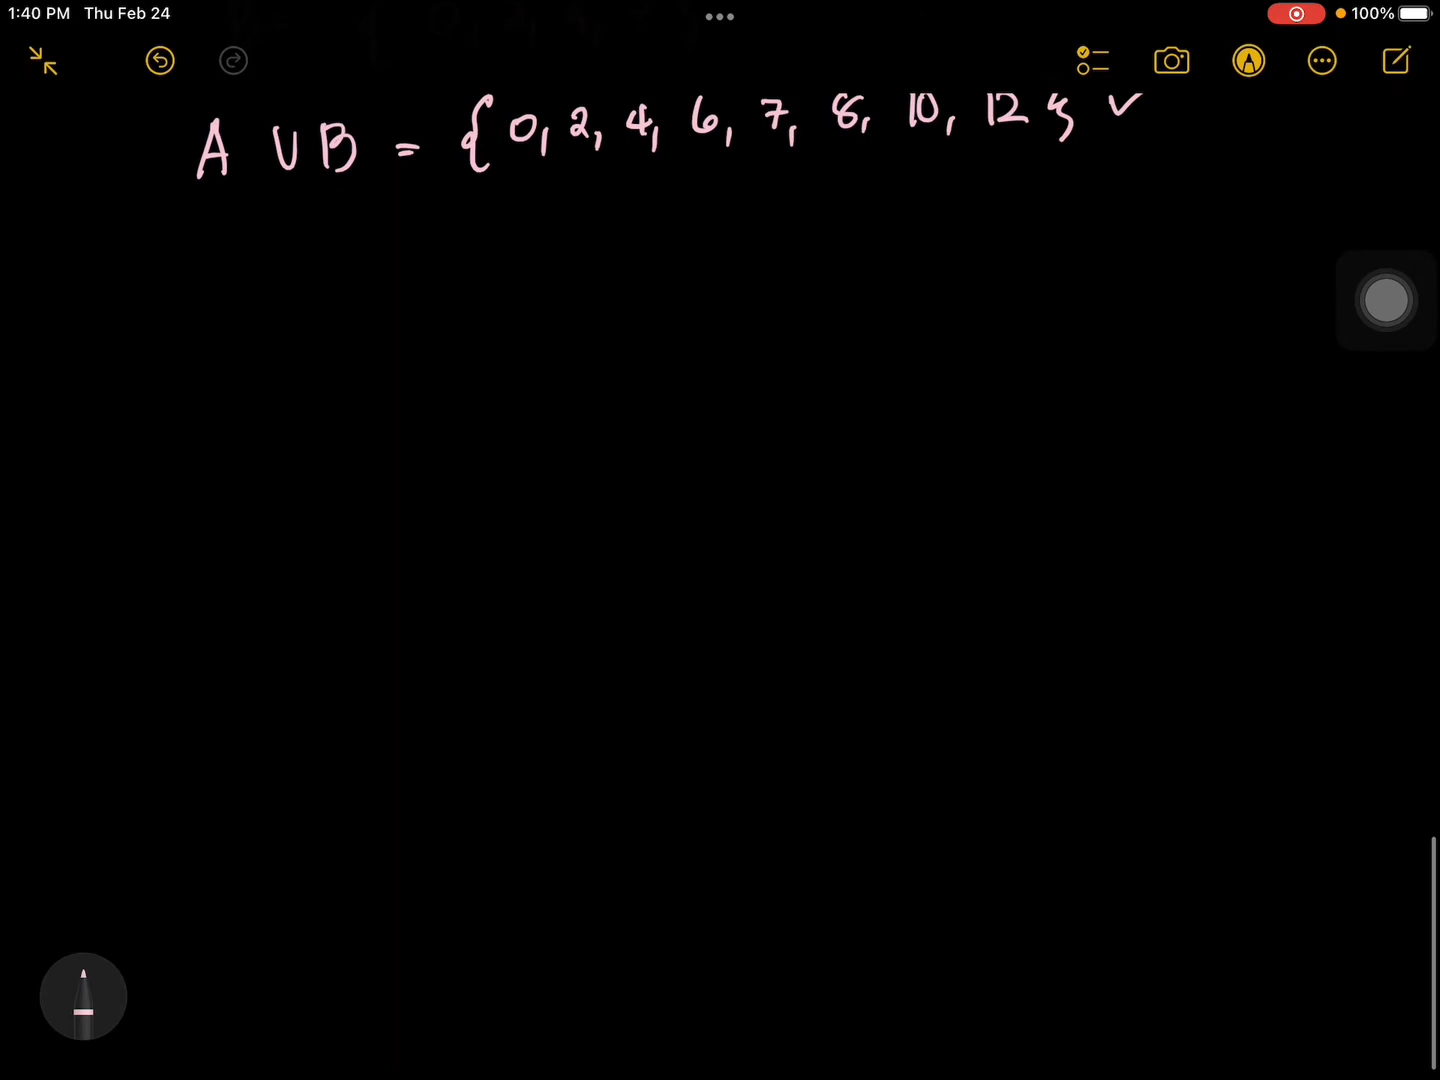 1:40 PM Thu Feb 24
100%
A ∪ B = { 0, 2, 4, 6, 7, 8, 10, 12 } ✓